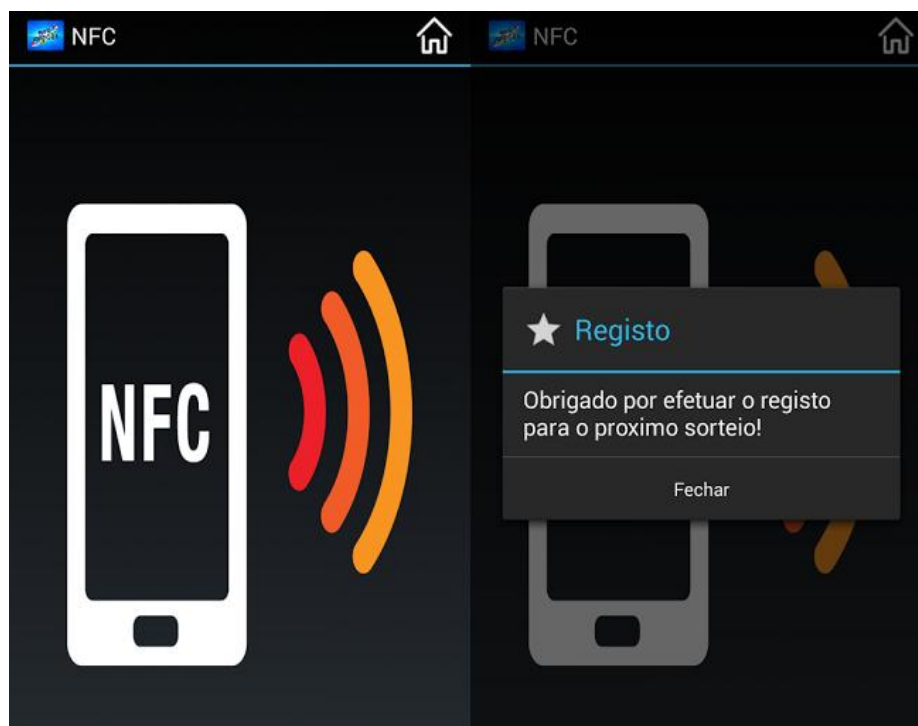 NFC
NFC
NFC
Registo
Obrigado por efetuar o registo
para o proximo sorteio!
Fechar